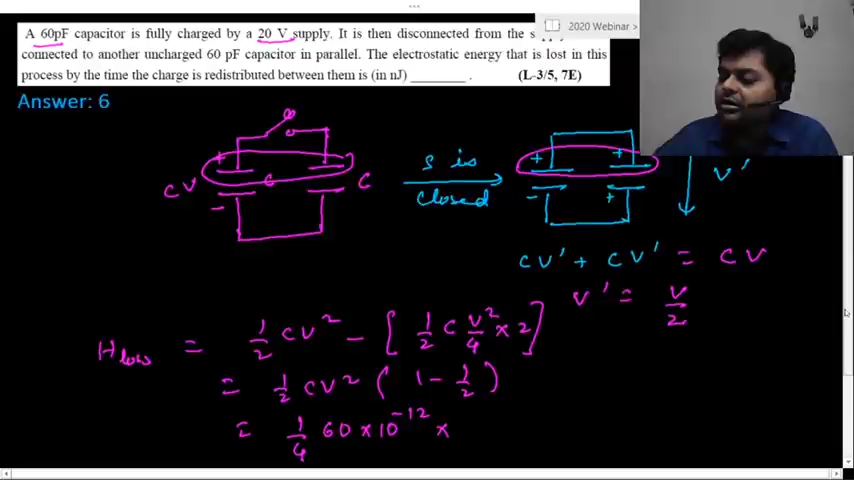 2020 Webinar
A 60pF capacitor is fully charged by a 20 V supply. It is then disconnected from the s
connected to another uncharged 60 pF capacitor in parallel. The electrostatic energy that is lost in this
process by the time the charge is redistributed between them is (in nJ) ________ . (L-3/5, 7E)
Answer: 6
+ + +
CV C C S is closed V'
- - +
CV' + CV' = CV
V' = V/2
H loss = 1/2 CV² - [ 1/2 C V²/4 × 2 ]
= 1/2 CV² ( 1 - 1/2 )
= 1/4 60 × 10⁻¹² ×